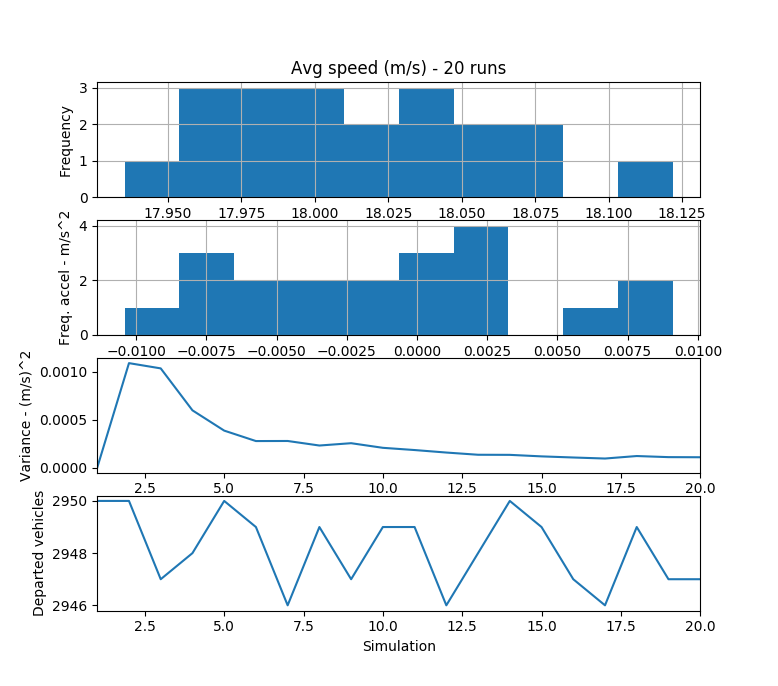 Avg speed (m/s) - 20 runs
Frequency
3
2
1
0
17.950 17.975 18.000 18.025 18.050 18.075 18.100 18.125
Freq. accel - m/s^2
4
2
0
−0.0100 −0.0075 −0.0050 −0.0025 0.0000 0.0025 0.0050 0.0075 0.0100
Variance - (m/s)^2
0.0010
0.0005
0.0000
2.5 5.0 7.5 10.0 12.5 15.0 17.5 20.0
Departed vehicles
2950
2948
2946
2.5 5.0 7.5 10.0 12.5 15.0 17.5 20.0
Simulation